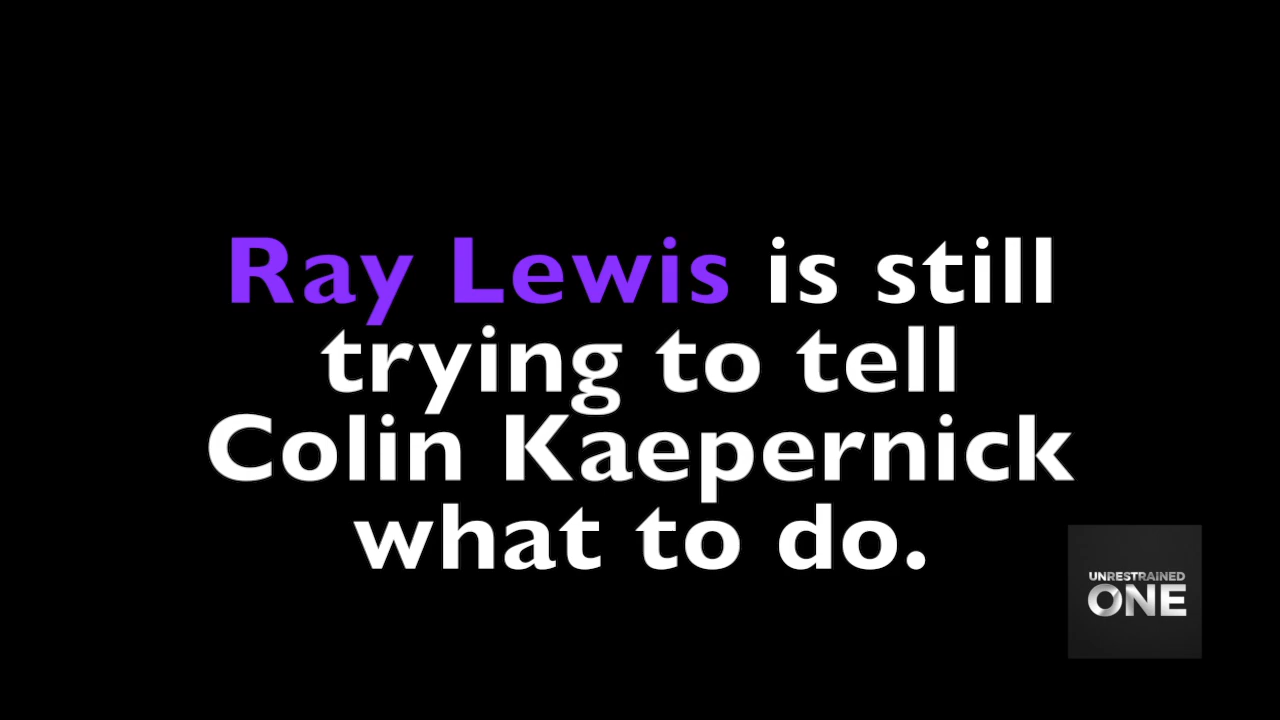 Ray Lewis is still
trying to tell
Colin Kaepernick
what to do.
UNRESTRAINED
ONE